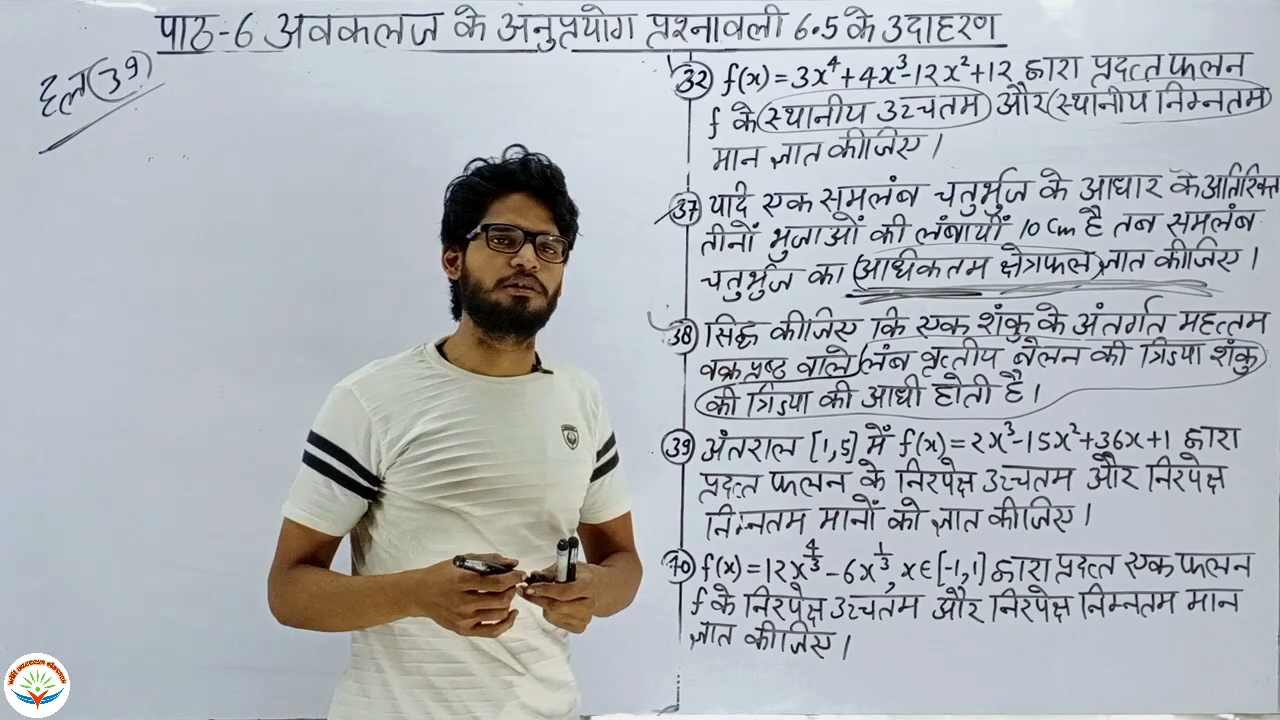 पाठ-6 अवकलज के अनुप्रयोग प्रश्नावली 6.5 के उदाहरण
हल(39)
(32) f(x) = 3x⁴+4x³-12x²+12 द्वारा प्रदत्त फलन
f के (स्थानीय उच्चतम) और (स्थानीय निम्नतम)
मान ज्ञात कीजिए।
(37) यदि एक समलंब चतुर्भुज के आधार के अतिरिक्त
तीनों भुजाओं की लंबायीं 10 cm है तब समलंब
चतुर्भुज का (अधिकतम क्षेत्रफल) ज्ञात कीजिए।
(38) सिद्ध कीजिए कि एक शंकु के अंतर्गत महत्तम
वक्रपृष्ठ वाले लंब वृत्तीय बेलन की त्रिज्या शंकु
की त्रिज्या की आधी होती है।
(39) अंतराल [1,5] में f(x) = 2x³-15x²+36x+1 द्वारा
प्रदत्त फलन के निरपेक्ष उच्चतम और निरपेक्ष
निम्नतम मानों को ज्ञात कीजिए।
(40) f(x) = 12x^(4/3) - 6x^(1/3), x∈[-1,1] द्वारा प्रदत्त एक फलन
f के निरपेक्ष उच्चतम और निरपेक्ष निम्नतम मान
ज्ञात कीजिए।